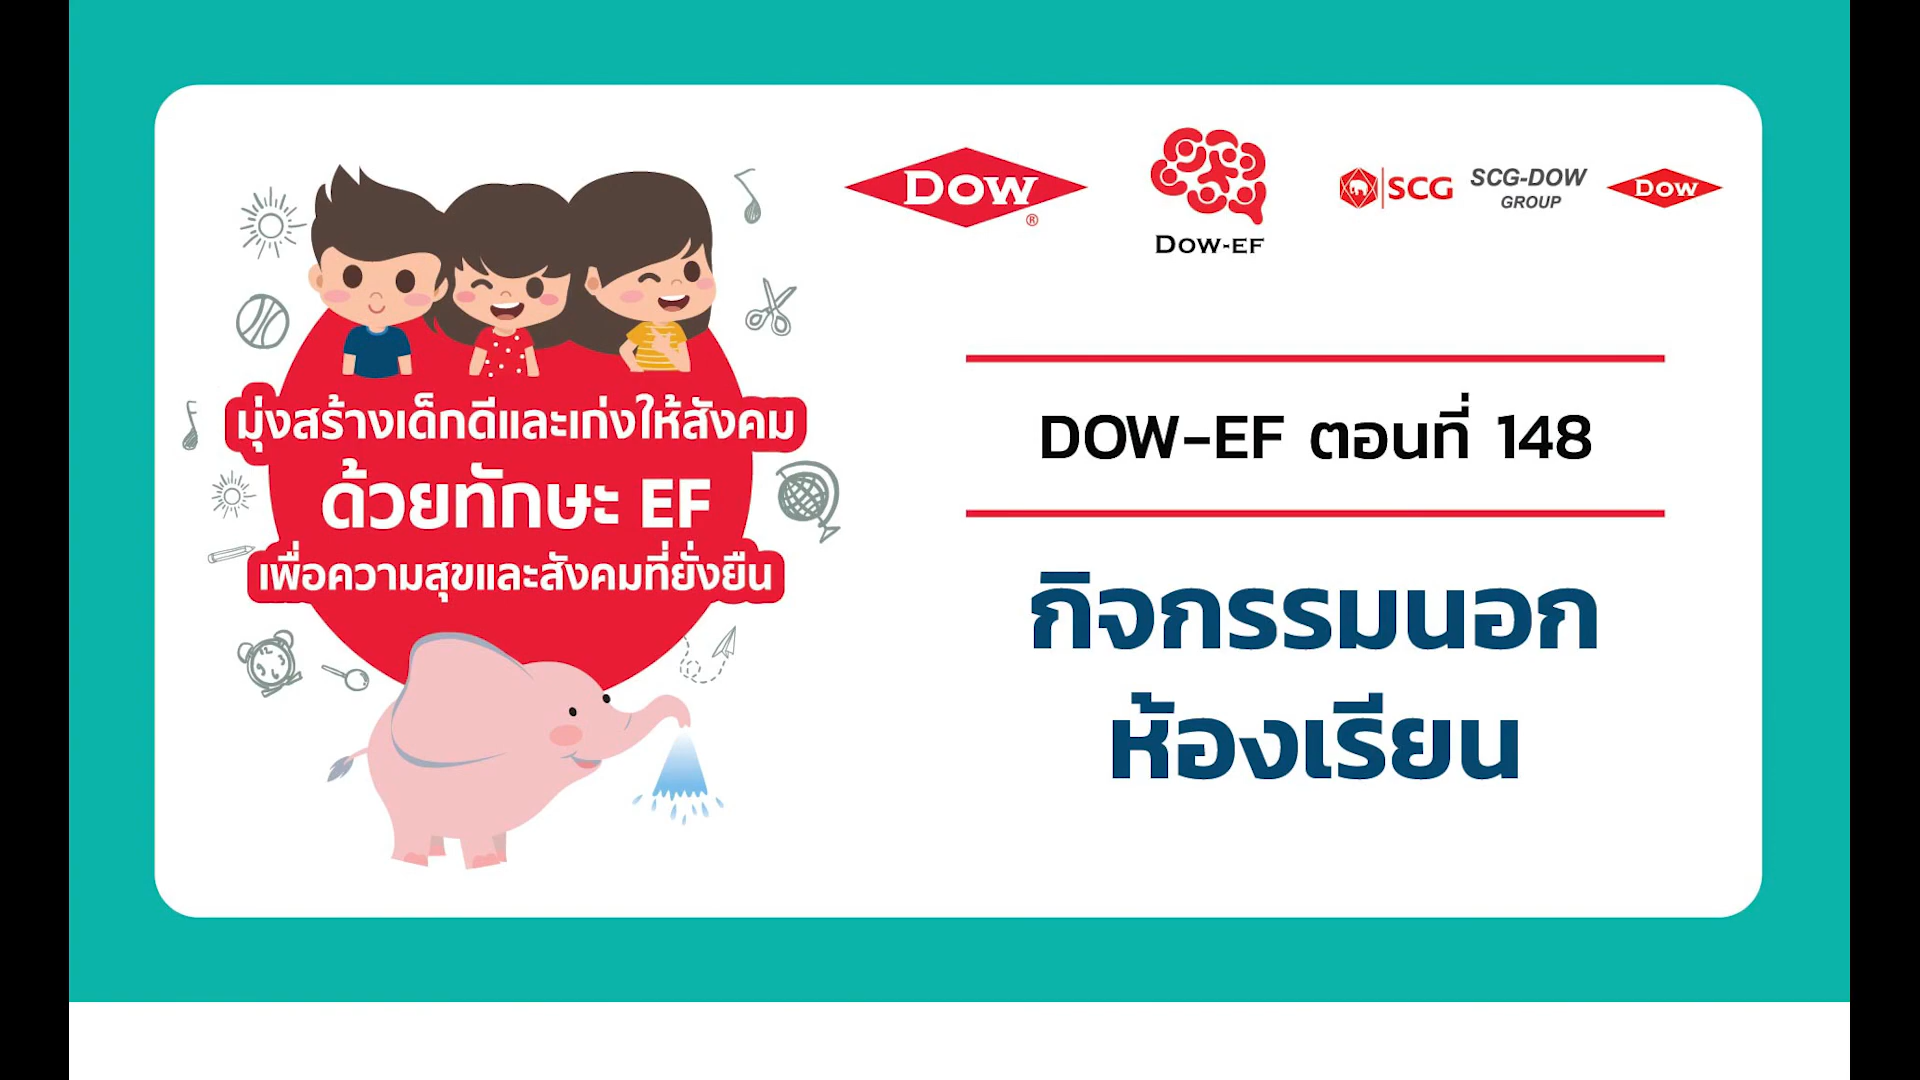 มุ่งสร้างเด็กดีและเก่งให้สังคม
ด้วยทักษะ EF
เพื่อความสุขและสังคมที่ยั่งยืน
DOW®
DOW-EF
SCG
SCG-DOW
GROUP
DOW
DOW-EF ตอนที่ 148
กิจกรรมนอก
ห้องเรียน